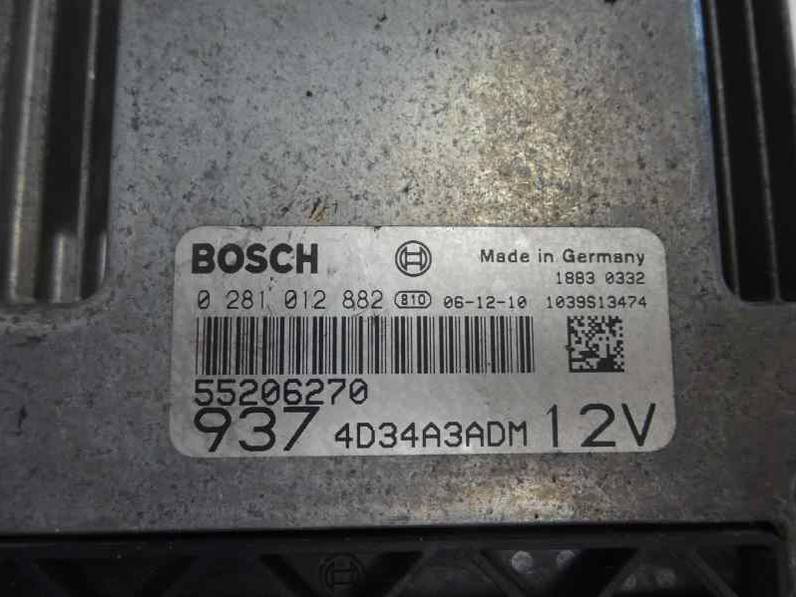 BOSCH Made in Germany
1883 0332
0 281 012 882 810 06-12-10 1039S13474
55206270
937 4D34A3ADM 12V